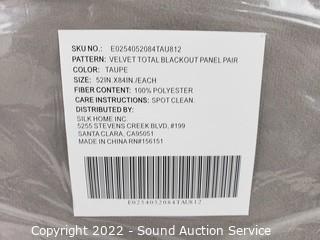 SKU NO.: E0254052084TAU812
PATTERN: VELVET TOTAL BLACKOUT PANEL PAIR
COLOR: TAUPE
SIZE: 52IN.X84IN./EACH
FIBER CONTENT: 100% POLYESTER
CARE INSTRUCTIONS: SPOT CLEAN.
DISTRIBUTED BY:
SILK HOME INC.
5255 STEVENS CREEK BLVD, #199
SANTA CLARA, CA95051
MADE IN CHINA RN#156151
E0254052084TAU812
Copyright 2022 - Sound Auction Service